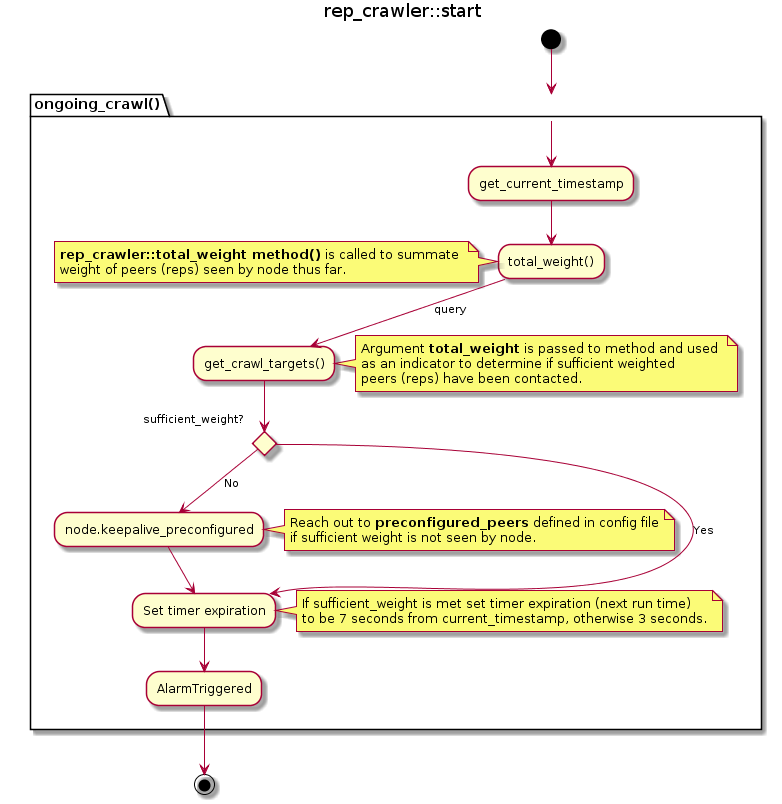 rep_crawler::start
ongoing_crawl()
get_current_timestamp
rep_crawler::total_weight method() is called to summate
weight of peers (reps) seen by node thus far.
total_weight()
query
get_crawl_targets()
Argument total_weight is passed to method and used
as an indicator to determine if sufficient weighted
peers (reps) have been contacted.
sufficient_weight?
No
Yes
node.keepalive_preconfigured
Reach out to preconfigured_peers defined in config file
if sufficient weight is not seen by node.
Set timer expiration
If sufficient_weight is met set timer expiration (next run time)
to be 7 seconds from current_timestamp, otherwise 3 seconds.
AlarmTriggered